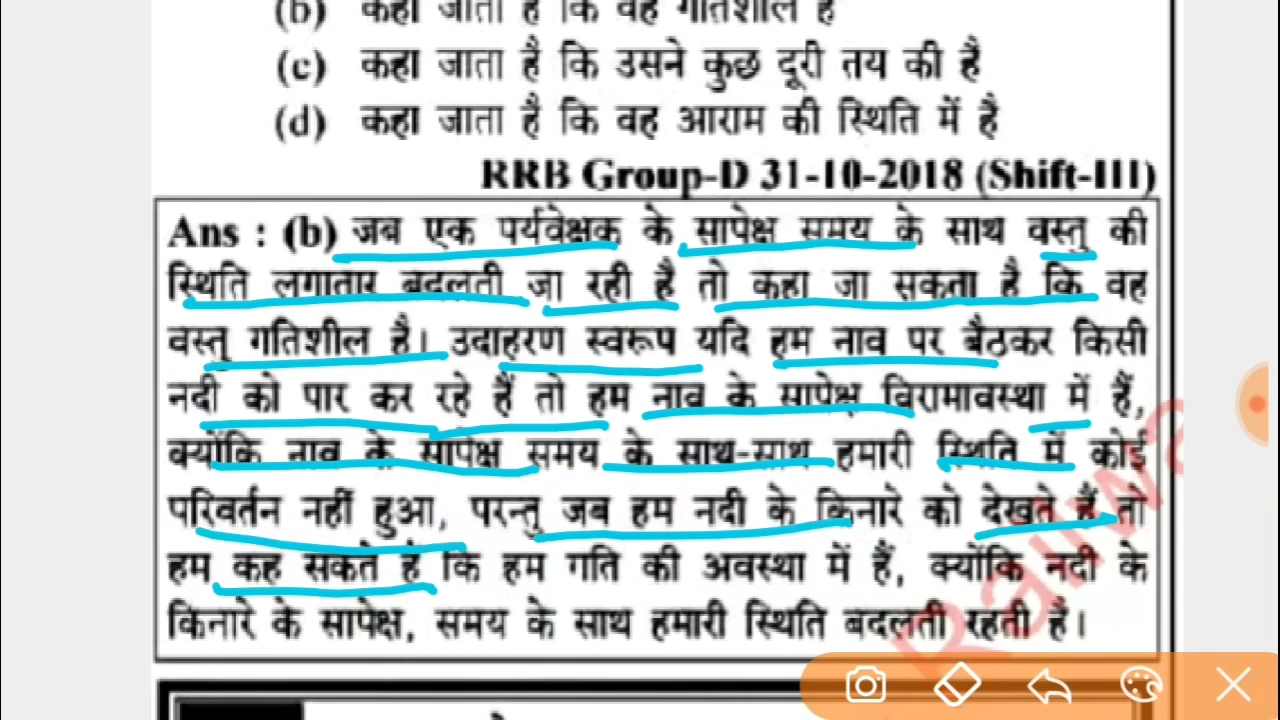 (b) कहा जाता है कि वह गतिशील है
(c) कहा जाता है कि उसने कुछ दूरी तय की है
(d) कहा जाता है कि वह आराम की स्थिति में है
RRB Group-D 31-10-2018 (Shift-III)
Ans : (b) जब एक पर्यवेक्षक के सापेक्ष समय के साथ वस्तु की
स्थिति लगातार बदलती जा रही है तो कहा जा सकता है कि वह
वस्तु गतिशील है। उदाहरण स्वरूप यदि हम नाव पर बैठकर किसी
नदी को पार कर रहे हैं तो हम नाव के सापेक्ष विरामावस्था में हैं,
क्योंकि नाव के सापेक्ष समय के साथ-साथ हमारी स्थिति में कोई
परिवर्तन नहीं हुआ, परन्तु जब हम नदी के किनारे को देखते हैं तो
हम कह सकते हैं कि हम गति की अवस्था में हैं, क्योंकि नदी के
किनारे के सापेक्ष, समय के साथ हमारी स्थिति बदलती रहती है।